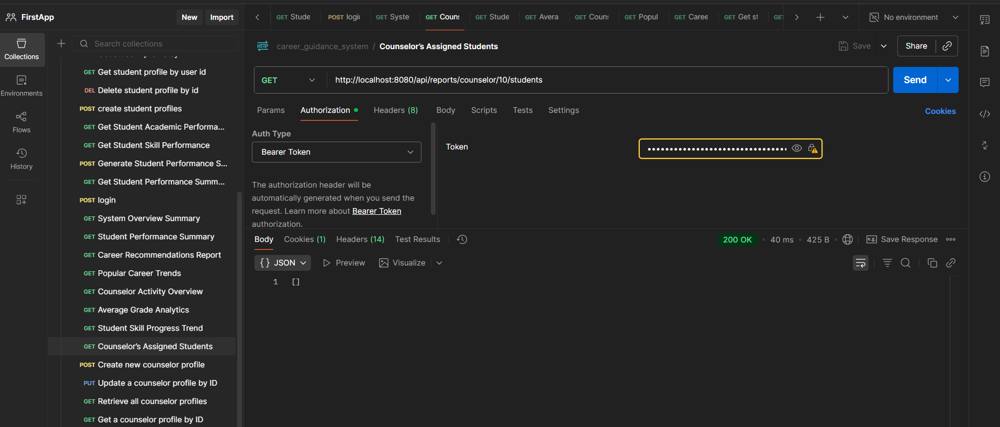 FirstApp
New
Import
GET Stude
POST logi
GET Syste
GET Couns
GET Stude
GET Avera
GET Couns
GET Popul
GET Caree
GET Get st
GET
No environment
Collections
Environments
Flows
History
Search collections
GET Get student profile by user id
DEL Delete student profile by id
POST create student profiles
GET Get Student Academic Performa...
GET Get Student Skill Performance
POST Generate Student Performance S...
GET Get Student Performance Summ...
POST login
GET System Overview Summary
GET Student Performance Summary
GET Career Recommendations Report
GET Popular Career Trends
GET Counselor Activity Overview
GET Average Grade Analytics
GET Student Skill Progress Trend
GET Counselor’s Assigned Students
POST Create new counselor profile
PUT Update a counselor profile by ID
GET Retrieve all counselor profiles
GET Get a counselor profile by ID
HTTP career_guidance_system / Counselor’s Assigned Students
Save
Share
GET
http://localhost:8080/api/reports/counselor/10/students
Send
Params
Authorization
Headers (8)
Body
Scripts
Tests
Settings
Cookies
Auth Type
Bearer Token
The authorization header will be
automatically generated when you send the
request. Learn more about Bearer Token
authorization.
Token
Body
Cookies (1)
Headers (14)
Test Results
200 OK
40 ms
425 B
e.g. Save Response
{} JSON
Preview
Visualize
1 []